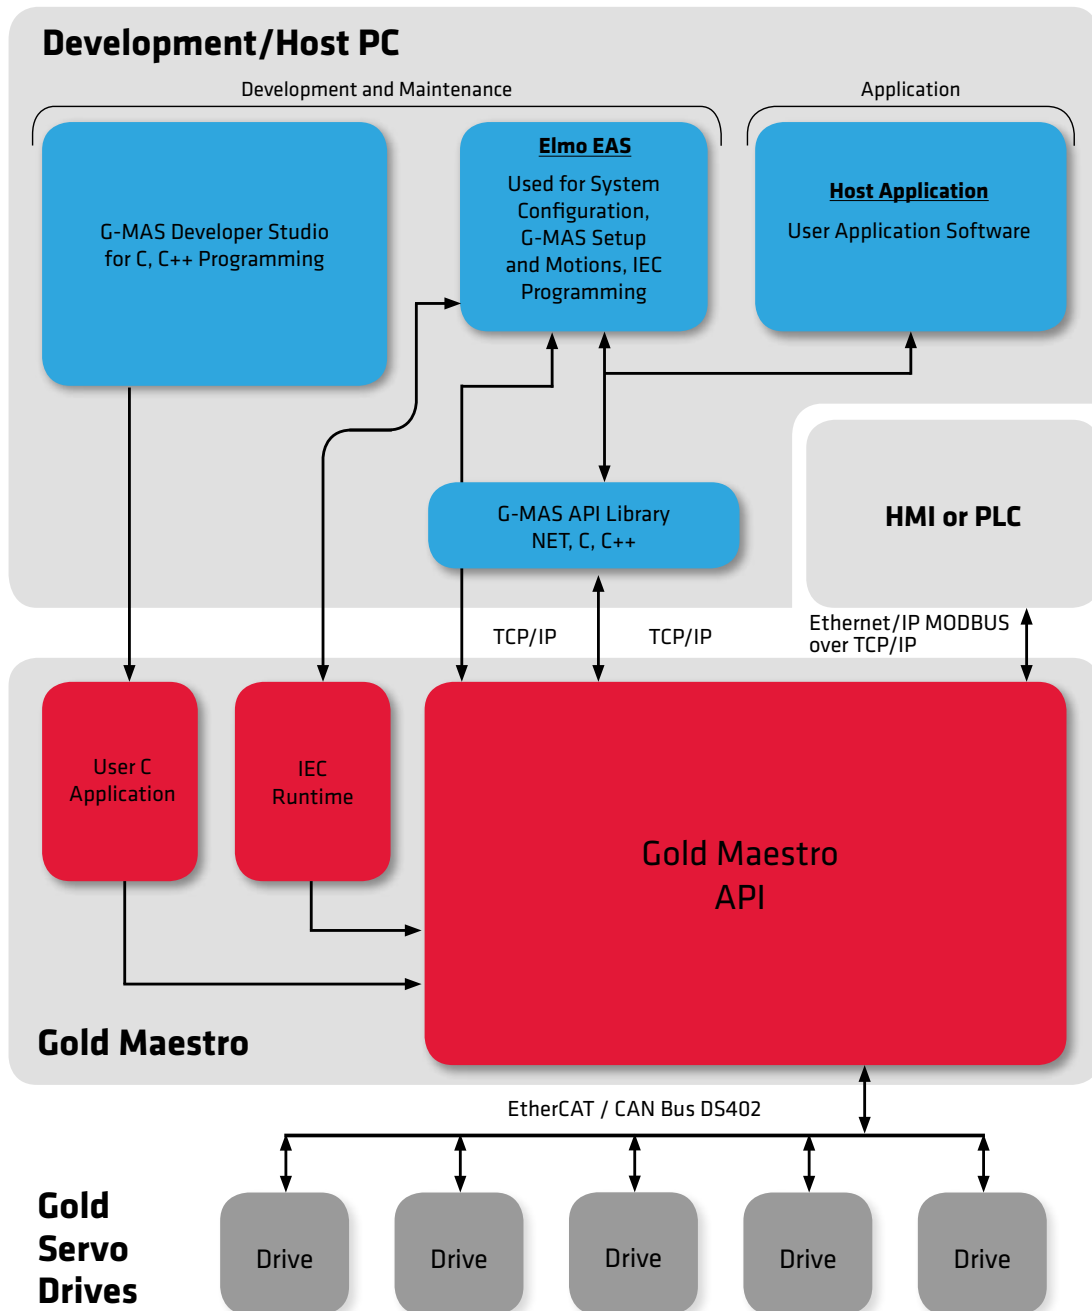 Development/Host PC
Development and Maintenance
Application
G-MAS Developer Studio
for C, C++ Programming
Elmo EAS
Used for System
Configuration,
G-MAS Setup
and Motions, IEC
Programming
Host Application
User Application Software
G-MAS API Library
NET, C, C++
HMI or PLC
TCP/IP
TCP/IP
Ethernet/IP MODBUS
over TCP/IP
User C
Application
IEC
Runtime
Gold Maestro
API
Gold Maestro
EtherCAT / CAN Bus DS402
Gold
Servo
Drives
Drive
Drive
Drive
Drive
Drive